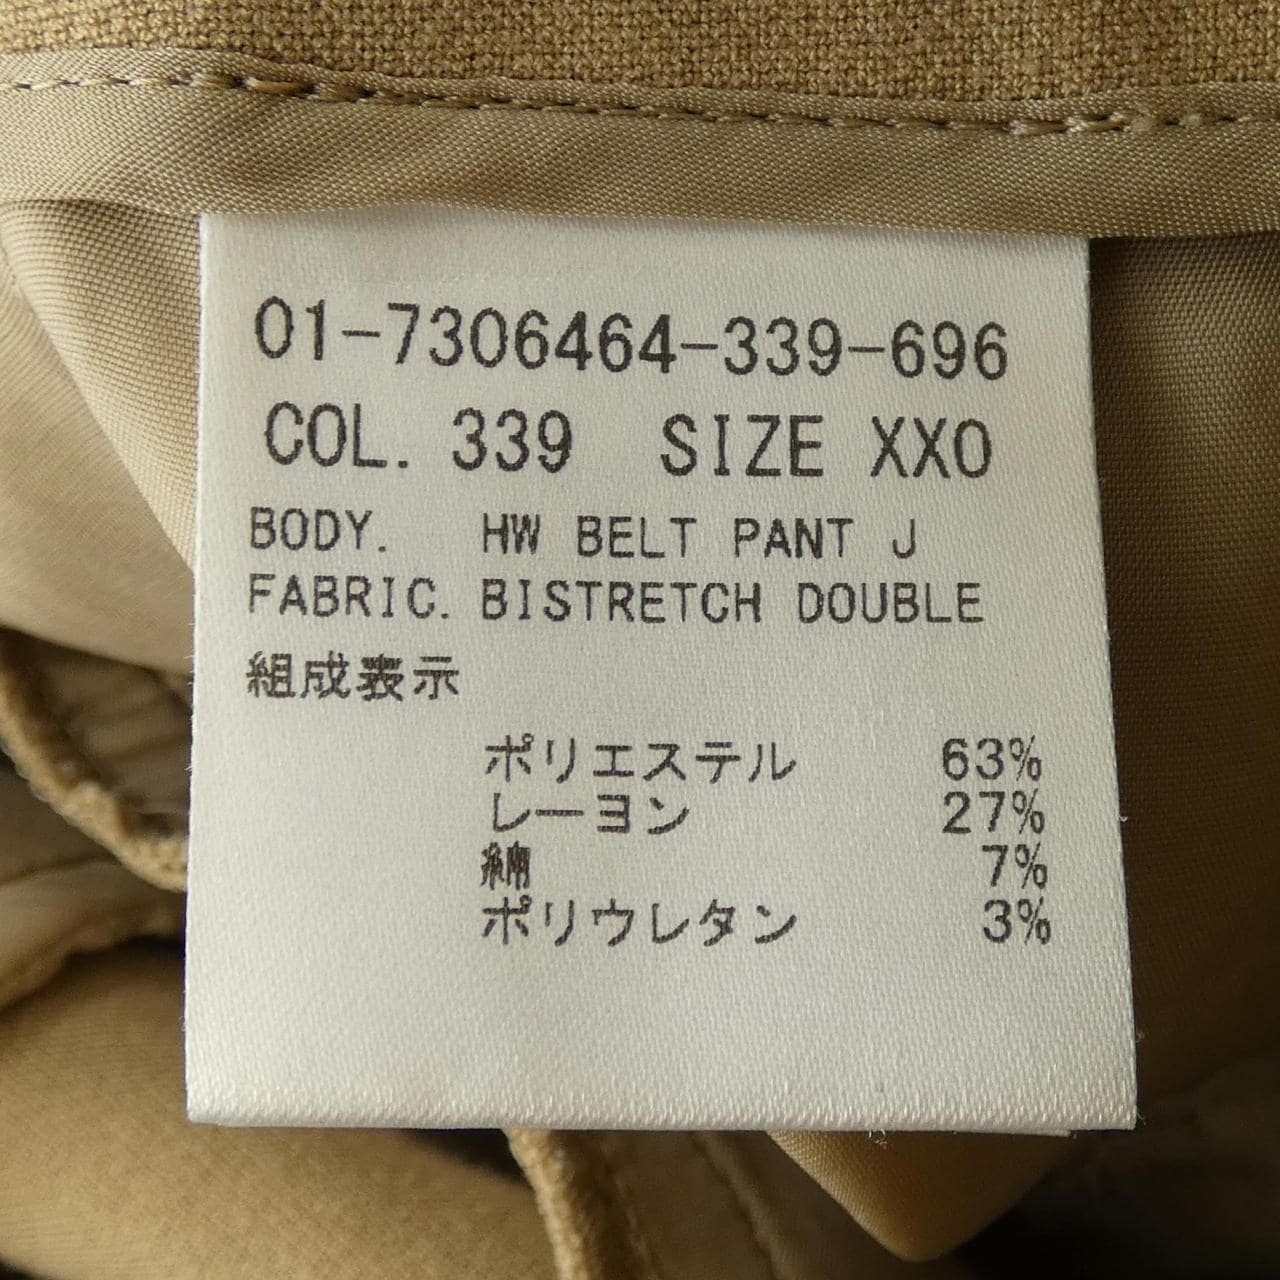 01-7306464-339-696
COL. 339 SIZE XXO
BODY. HW BELT PANT J
FABRIC. BISTRETCH DOUBLE
組成表示
ポリエステル 63%
レーヨン 27%
綿 7%
ポリウレタン 3%